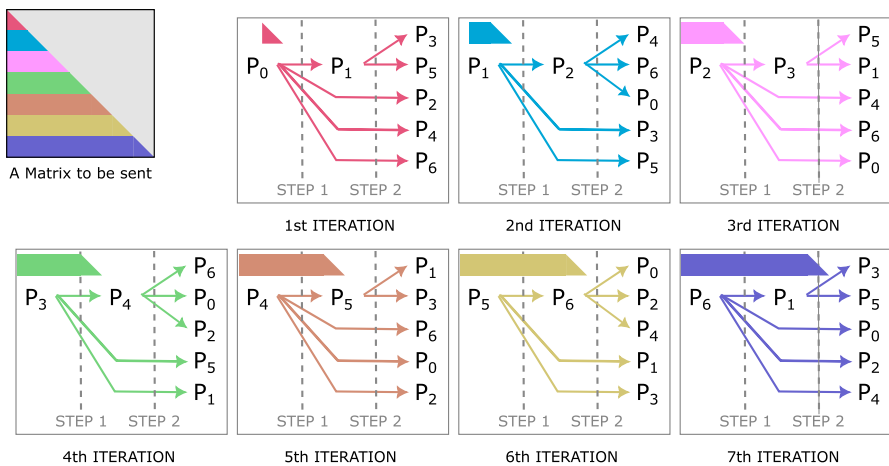 A Matrix to be sent
P0 P1 P3
P5
P2
P4
P6
STEP 1 STEP 2
1st ITERATION
P1 P2 P4
P6
P0
P3
P5
STEP 1 STEP 2
2nd ITERATION
P2 P3 P5
P1
P4
P6
P0
STEP 1 STEP 2
3rd ITERATION
P3 P4 P6
P0
P2
P5
P1
STEP 1 STEP 2
4th ITERATION
P4 P5 P1
P3
P6
P0
P2
STEP 1 STEP 2
5th ITERATION
P5 P6 P0
P2
P4
P1
P3
STEP 1 STEP 2
6th ITERATION
P6 P1 P3
P5
P0
P2
P4
STEP 1 STEP 2
7th ITERATION